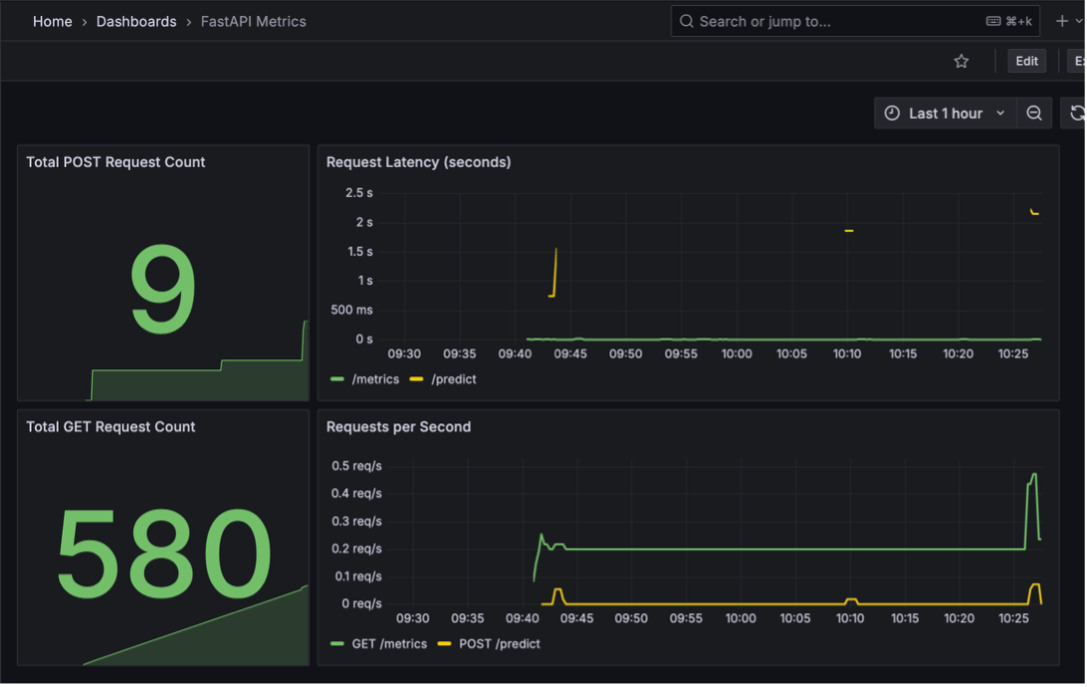 Home › Dashboards › FastAPI Metrics
Search or jump to...
⌘+k
Edit
Last 1 hour
Total POST Request Count
9
Request Latency (seconds)
2.5 s
2 s
1.5 s
1 s
500 ms
0 s
09:30 09:35 09:40 09:45 09:50 09:55 10:00 10:05 10:10 10:15 10:20 10:25
/metrics /predict
Total GET Request Count
580
Requests per Second
0.5 req/s
0.4 req/s
0.3 req/s
0.2 req/s
0.1 req/s
0 req/s
09:30 09:35 09:40 09:45 09:50 09:55 10:00 10:05 10:10 10:15 10:20 10:25
GET /metrics POST /predict